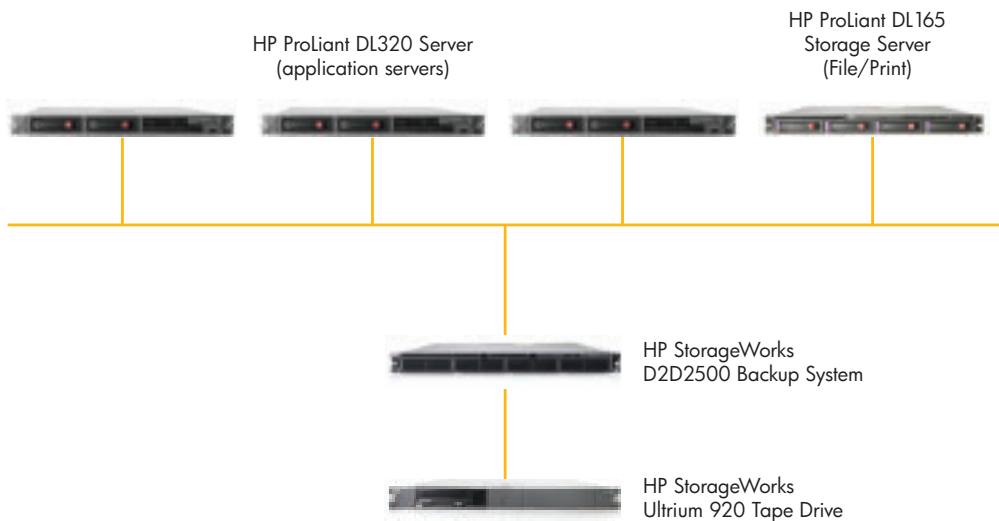 HP ProLiant DL320 Server
(application servers)
HP ProLiant DL165
Storage Server
(File/Print)
HP StorageWorks
D2D2500 Backup System
HP StorageWorks
Ultrium 920 Tape Drive